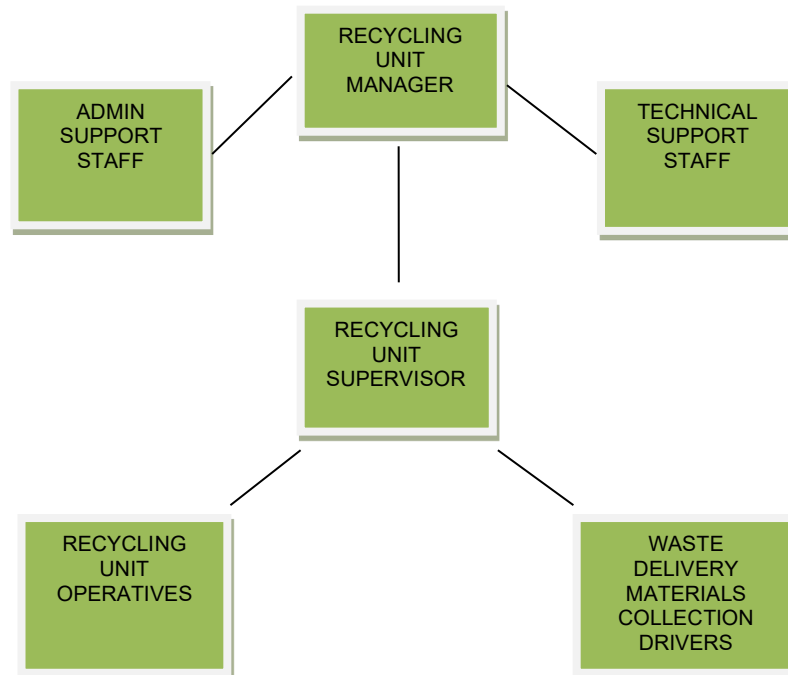 RECYCLING
UNIT
MANAGER
ADMIN
SUPPORT
STAFF
TECHNICAL
SUPPORT
STAFF
RECYCLING
UNIT
SUPERVISOR
RECYCLING
UNIT
OPERATIVES
WASTE
DELIVERY
MATERIALS
COLLECTION
DRIVERS